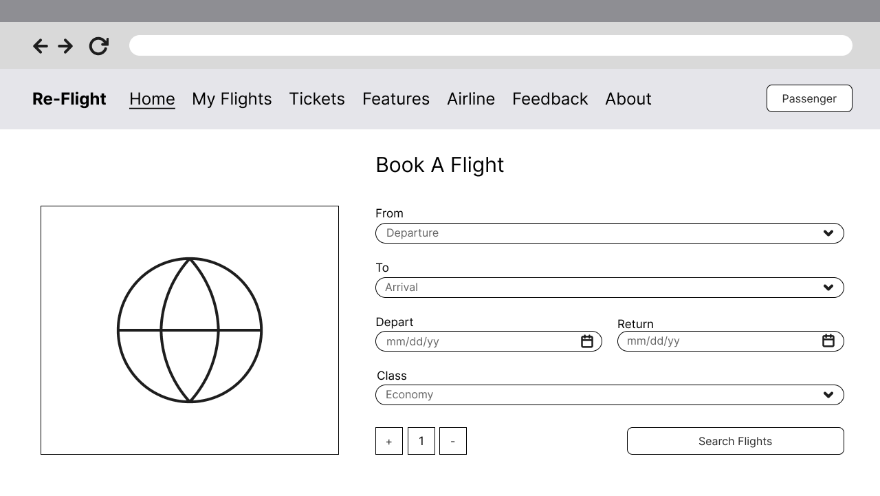 Re-Flight Home My Flights Tickets Features Airline Feedback About Passenger
Book A Flight
From
Departure
To
Arrival
Depart Return
mm/dd/yy mm/dd/yy
Class
Economy
+ 1 - Search Flights